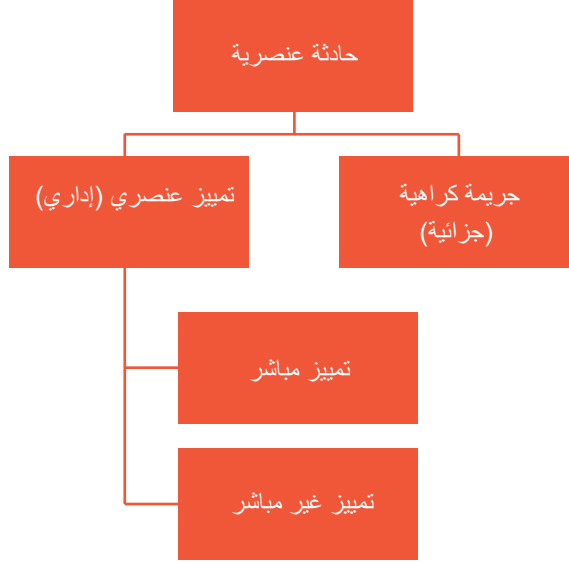 حادثة عنصرية
جريمة كراهية
(جزائية)
تمييز عنصري (إداري)
تمييز مباشر
تمييز غير مباشر